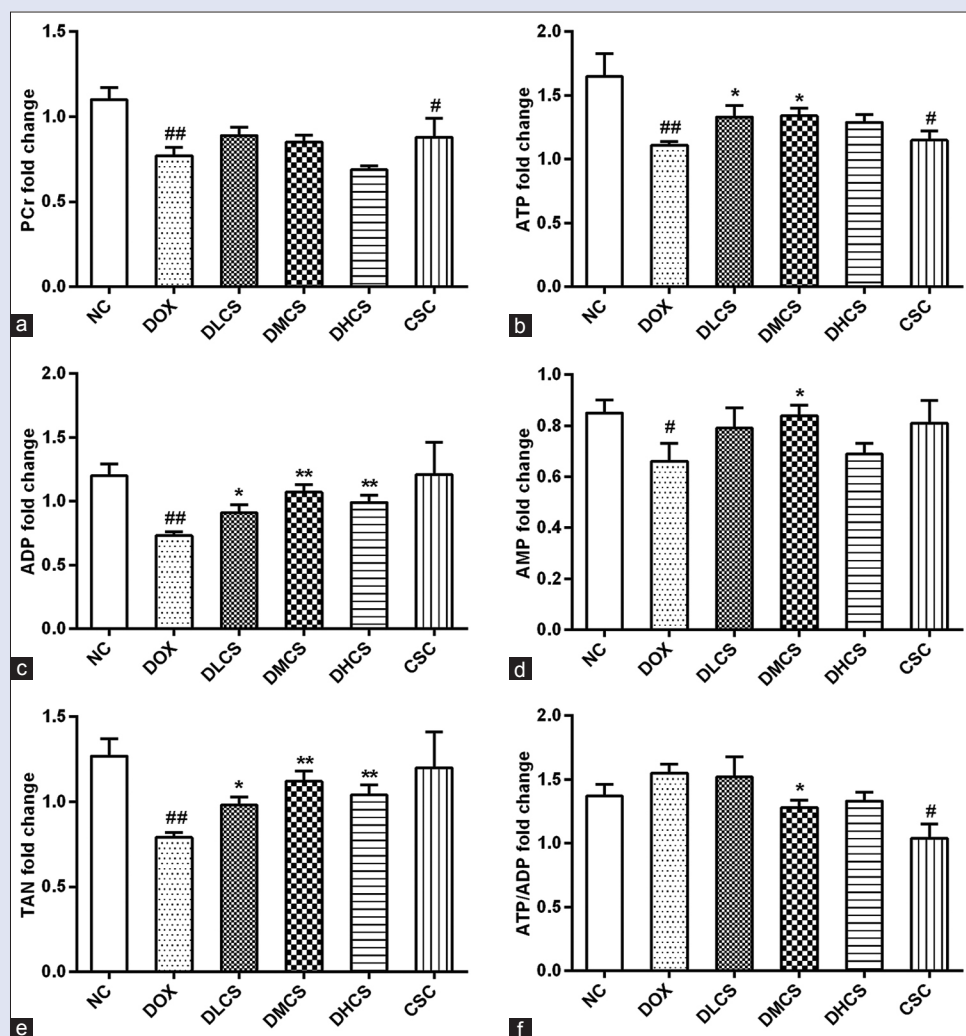 PCr fold change
1.5
1.0
0.5
0.0
##
#
NC DOX DLCS DMCS DHCS CSC
a
ATP fold change
2.0
1.5
1.0
0.5
0.0
##
*
*
#
NC DOX DLCS DMCS DHCS CSC
b
ADP fold change
2.0
1.5
1.0
0.5
0.0
##
*
**
**
NC DOX DLCS DMCS DHCS CSC
c
AMP fold change
1.0
0.8
0.6
0.4
0.2
0.0
#
*
NC DOX DLCS DMCS DHCS CSC
d
TAN fold change
1.5
1.0
0.5
0.0
##
*
**
**
NC DOX DLCS DMCS DHCS CSC
e
ATP/ADP fold change
2.0
1.5
1.0
0.5
0.0
*
#
NC DOX DLCS DMCS DHCS CSC
f